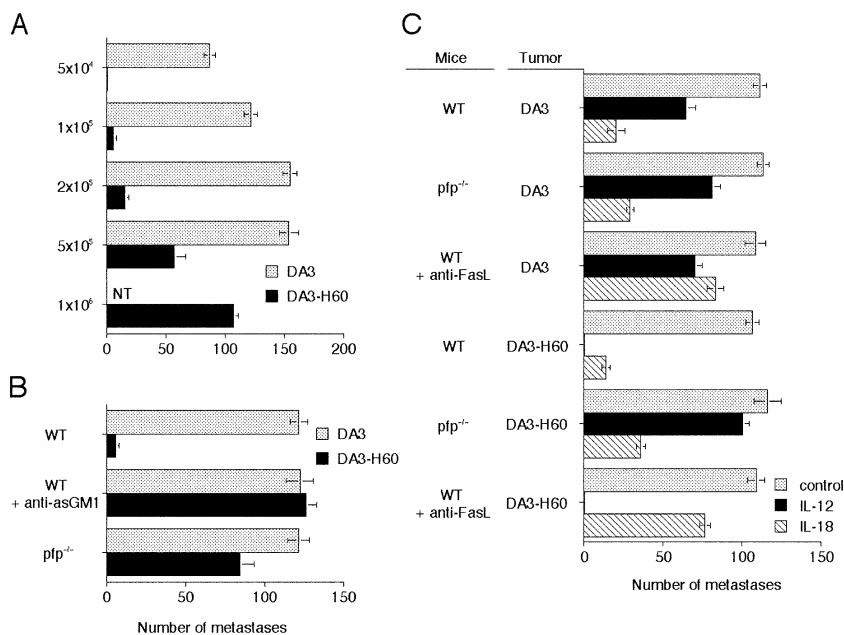 A
5x10⁴
1x10⁵
2x10⁵
5x10⁵
1x10⁶
NT
DA3
DA3-H60
0 50 100 150 200
B
WT
WT
+ anti-asGM1
pfp⁻/⁻
DA3
DA3-H60
0 50 100 150
Number of metastases
C
Mice Tumor
WT DA3
pfp⁻/⁻ DA3
WT
+ anti-FasL DA3
WT DA3-H60
pfp⁻/⁻ DA3-H60
WT
+ anti-FasL DA3-H60
control
IL-12
IL-18
0 50 100 150
Number of metastases